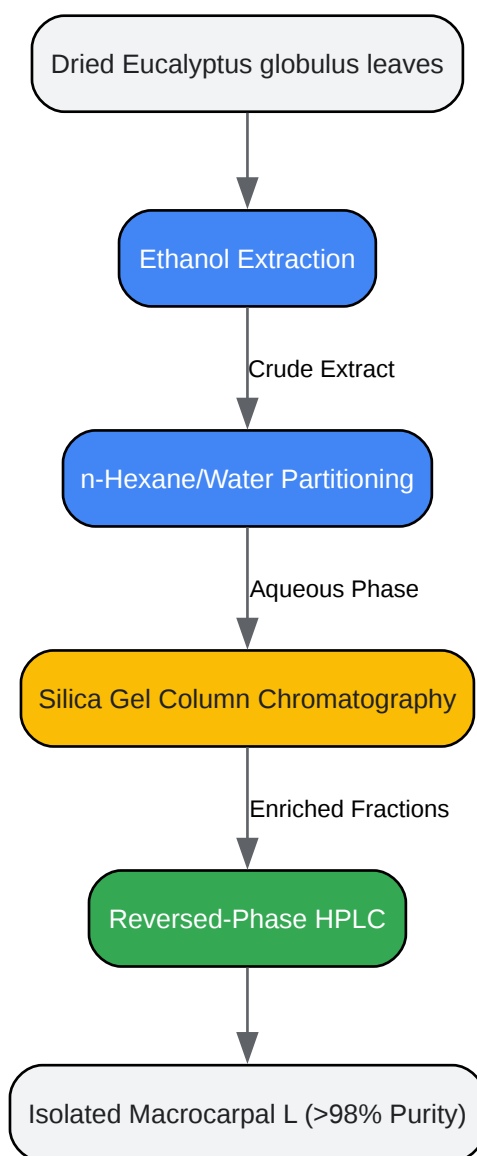 Dried Eucalyptus globulus leaves
Ethanol Extraction
Crude Extract
n-Hexane/Water Partitioning
Aqueous Phase
Silica Gel Column Chromatography
Enriched Fractions
Reversed-Phase HPLC
Isolated Macrocarpal L (>98% Purity)